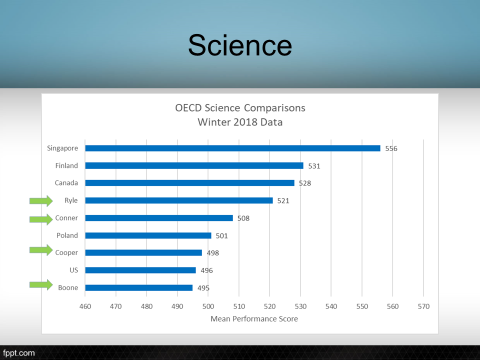 Science
OECD Science Comparisons
Winter 2018 Data
Singapore 556
Finland 531
Canada 528
Ryle 521
Conner 508
Poland 501
Cooper 498
US 496
Boone 495
460 470 480 490 500 510 520 530 540 550 560 570
Mean Performance Score
fppt.com